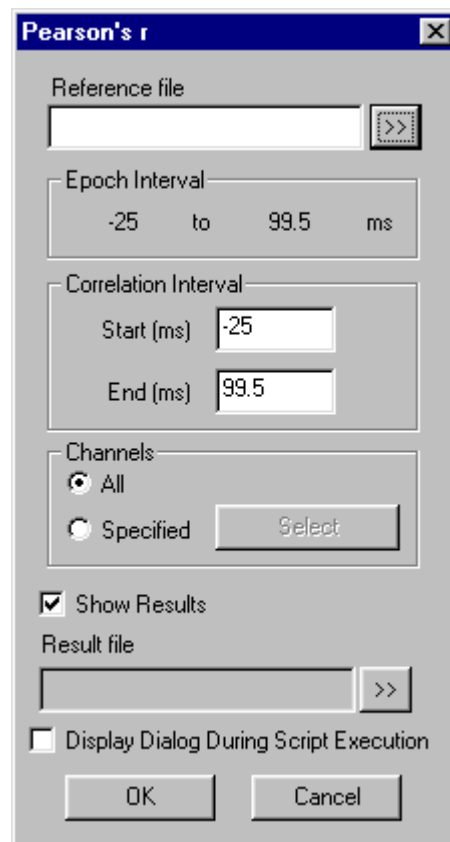 Pearson's r
Reference file
>>
Epoch Interval
-25 to 99.5 ms
Correlation Interval
Start (ms) -25
End (ms) 99.5
Channels
All
Specified Select
Show Results
Result file
>>
Display Dialog During Script Execution
OK Cancel